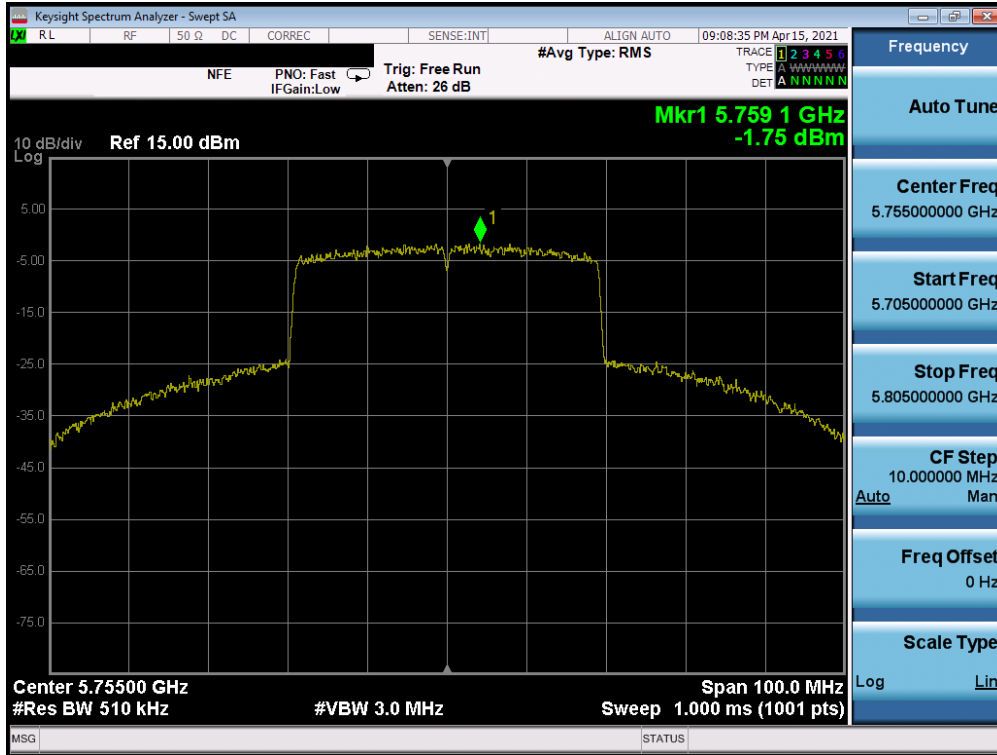 Keysight Spectrum Analyzer - Swept SA
LXI RL RF 50 Ω DC CORREC SENSE:INT ALIGN AUTO 09:08:35 PM Apr 15, 2021
NFE PNO: Fast Trig: Free Run #Avg Type: RMS TRACE 1 2 3 4 5 6
IFGain:Low Atten: 26 dB TYPE A WWWWW
DET A N N N N N
Mkr1 5.759 1 GHz
-1.75 dBm
10 dB/div Ref 15.00 dBm
Log
1
5.00
-5.00
-15.0
-25.0
-35.0
-45.0
-55.0
-65.0
-75.0
Center 5.75500 GHz Span 100.0 MHz
#Res BW 510 kHz #VBW 3.0 MHz Sweep 1.000 ms (1001 pts)
MSG STATUS
Frequency
Auto Tune
Center Freq
5.755000000 GHz
Start Freq
5.705000000 GHz
Stop Freq
5.805000000 GHz
CF Step
10.000000 MHz
Auto Man
Freq Offset
0 Hz
Scale Type
Log Lin